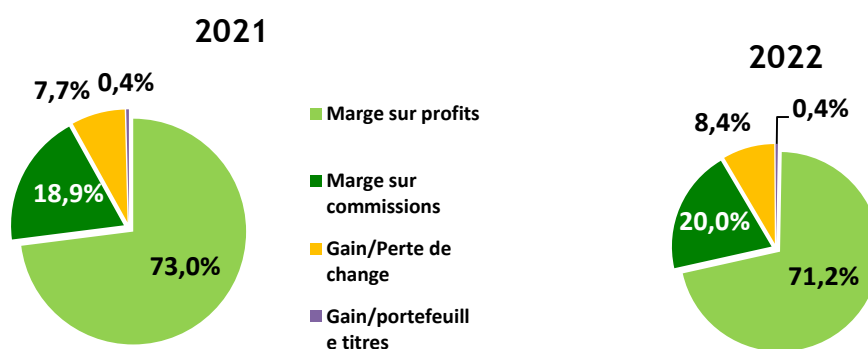 2021
7,7%
0,4%
18,9%
73,0%
Marge sur profits
Marge sur
commissions
Gain/Perte de
change
Gain/portefeuill
e titres
2022
8,4%
0,4%
20,0%
71,2%